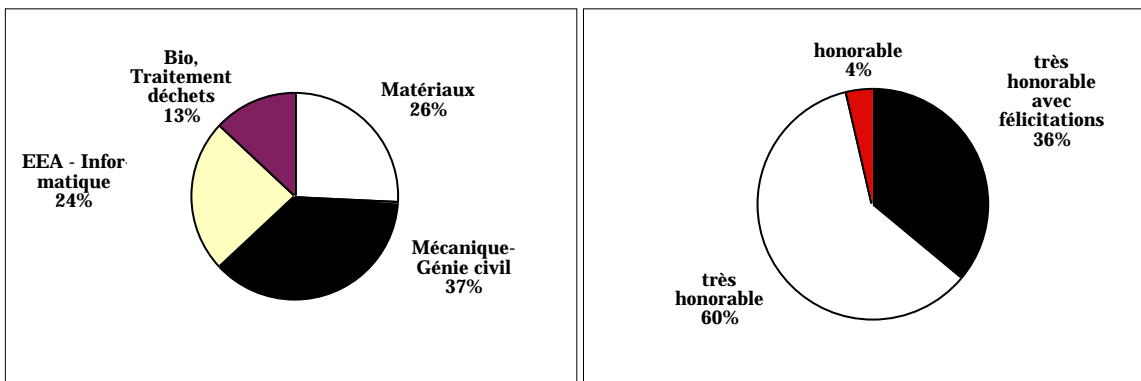 Bio,
Traitement
déchets
13%
Matériaux
26%
EEA - Infor-
matique
24%
Mécanique-
Génie civil
37%
honorable
4%
très
honorable
avec
félicitations
36%
très
honorable
60%